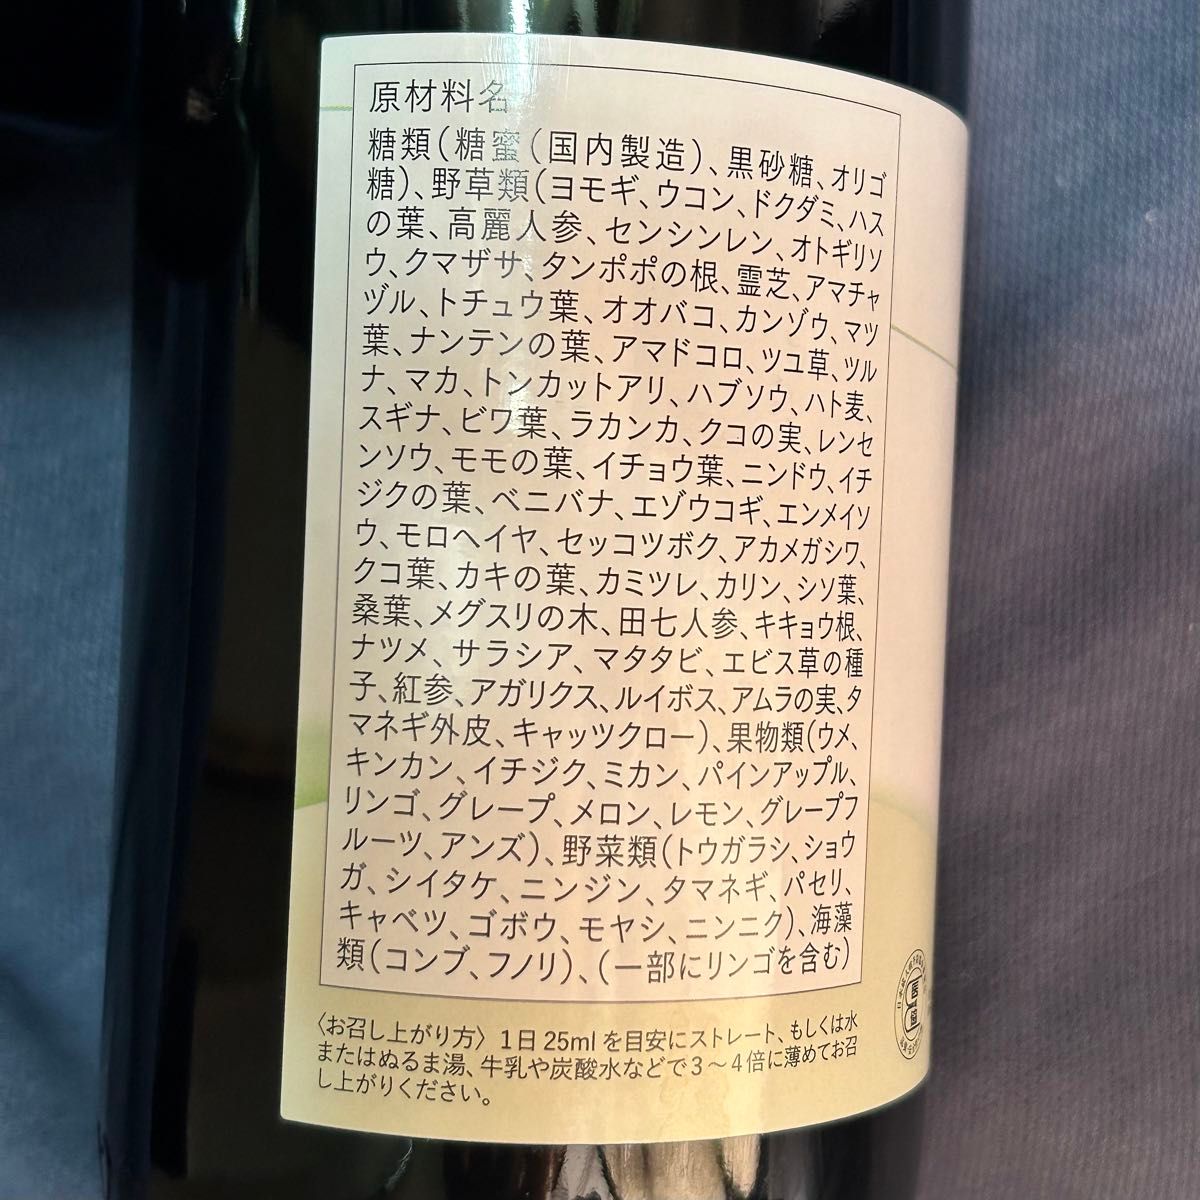 原材料名
糖類(糖蜜(国内製造)、黒砂糖、オリゴ
糖)、野草類(ヨモギ、ウコン、ドクダミ、ハス
の葉、高麗人参、センシンレン、オトギリソ
ウ、クマザサ、タンポポの根、霊芝、アマチャ
ヅル、トチュウ葉、オオバコ、カンゾウ、マツ
葉、ナンテンの葉、アマドコロ、ツユ草、ツル
ナ、マカ、トンカットアリ、ハブソウ、ハト麦、
スギナ、ビワ葉、ラカンカ、クコの実、レンセ
ンソウ、モモの葉、イチョウ葉、ニンドウ、イチ
ジクの葉、ベニバナ、エゾウコギ、エンメイソ
ウ、モロヘイヤ、セッコツボク、アカメガシワ、
クコ葉、カキの葉、カミツレ、カリン、シソ葉、
桑葉、メグスリの木、田七人参、キキョウ根、
ナツメ、サラシア、マタタビ、エビス草の種
子、紅参、アガリクス、ルイボス、アムラの実、タ
マネギ外皮、キャッツクロー)、果物類(ウメ、
キンカン、イチジク、ミカン、パインアップル、
リンゴ、グレープ、メロン、レモン、グレープフ
ルーツ、アンズ)、野菜類(トウガラシ、ショウ
ガ、シイタケ、ニンジン、タマネギ、パセリ、
キャベツ、ゴボウ、モヤシ、ニンニク)、海藻
類(コンブ、フノリ)、(一部にリンゴを含む)
〈お召し上がり方〉1日25mlを目安にストレート、もしくは水
またはぬるま湯、牛乳や炭酸水などで3〜4倍に薄めてお召
し上がりください。